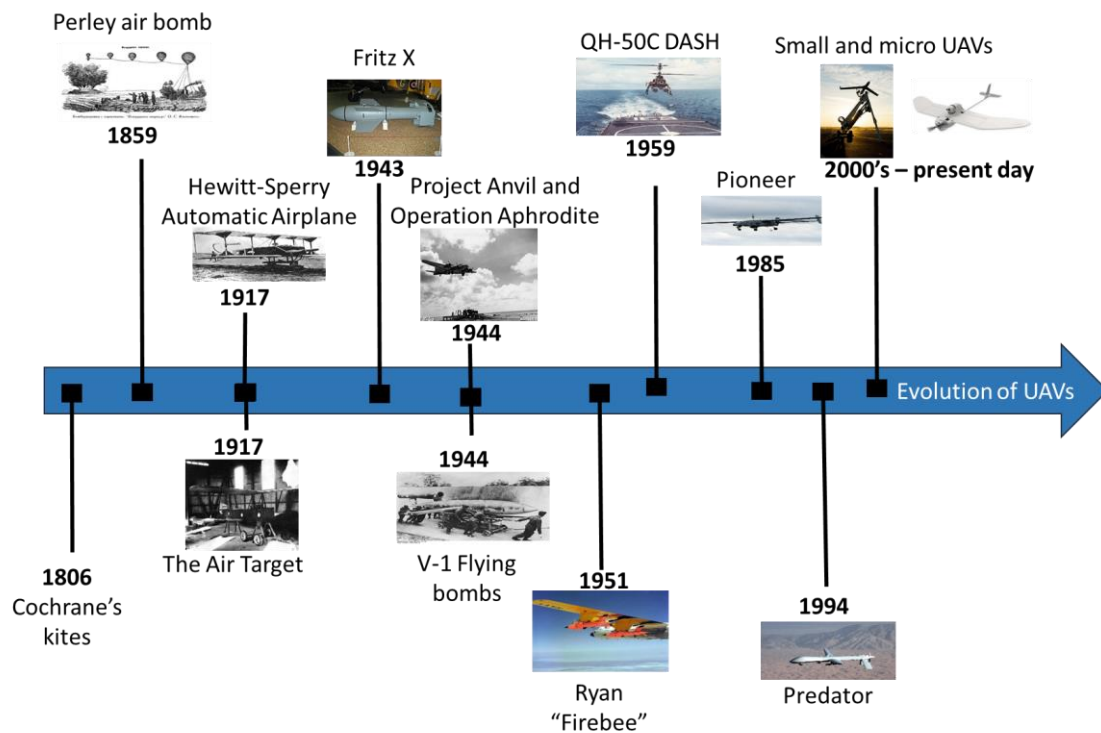 Perley air bomb
1859
Hewitt-Sperry
Automatic Airplane
1917
Fritz X
1943
Project Anvil and
Operation Aphrodite
1944
QH-50C DASH
1959
Pioneer
1985
Small and micro UAVs
2000's – present day
Evolution of UAVs
1806
Cochrane's
kites
1917
The Air Target
1944
V-1 Flying
bombs
1951
Ryan
“Firebee”
1994
Predator